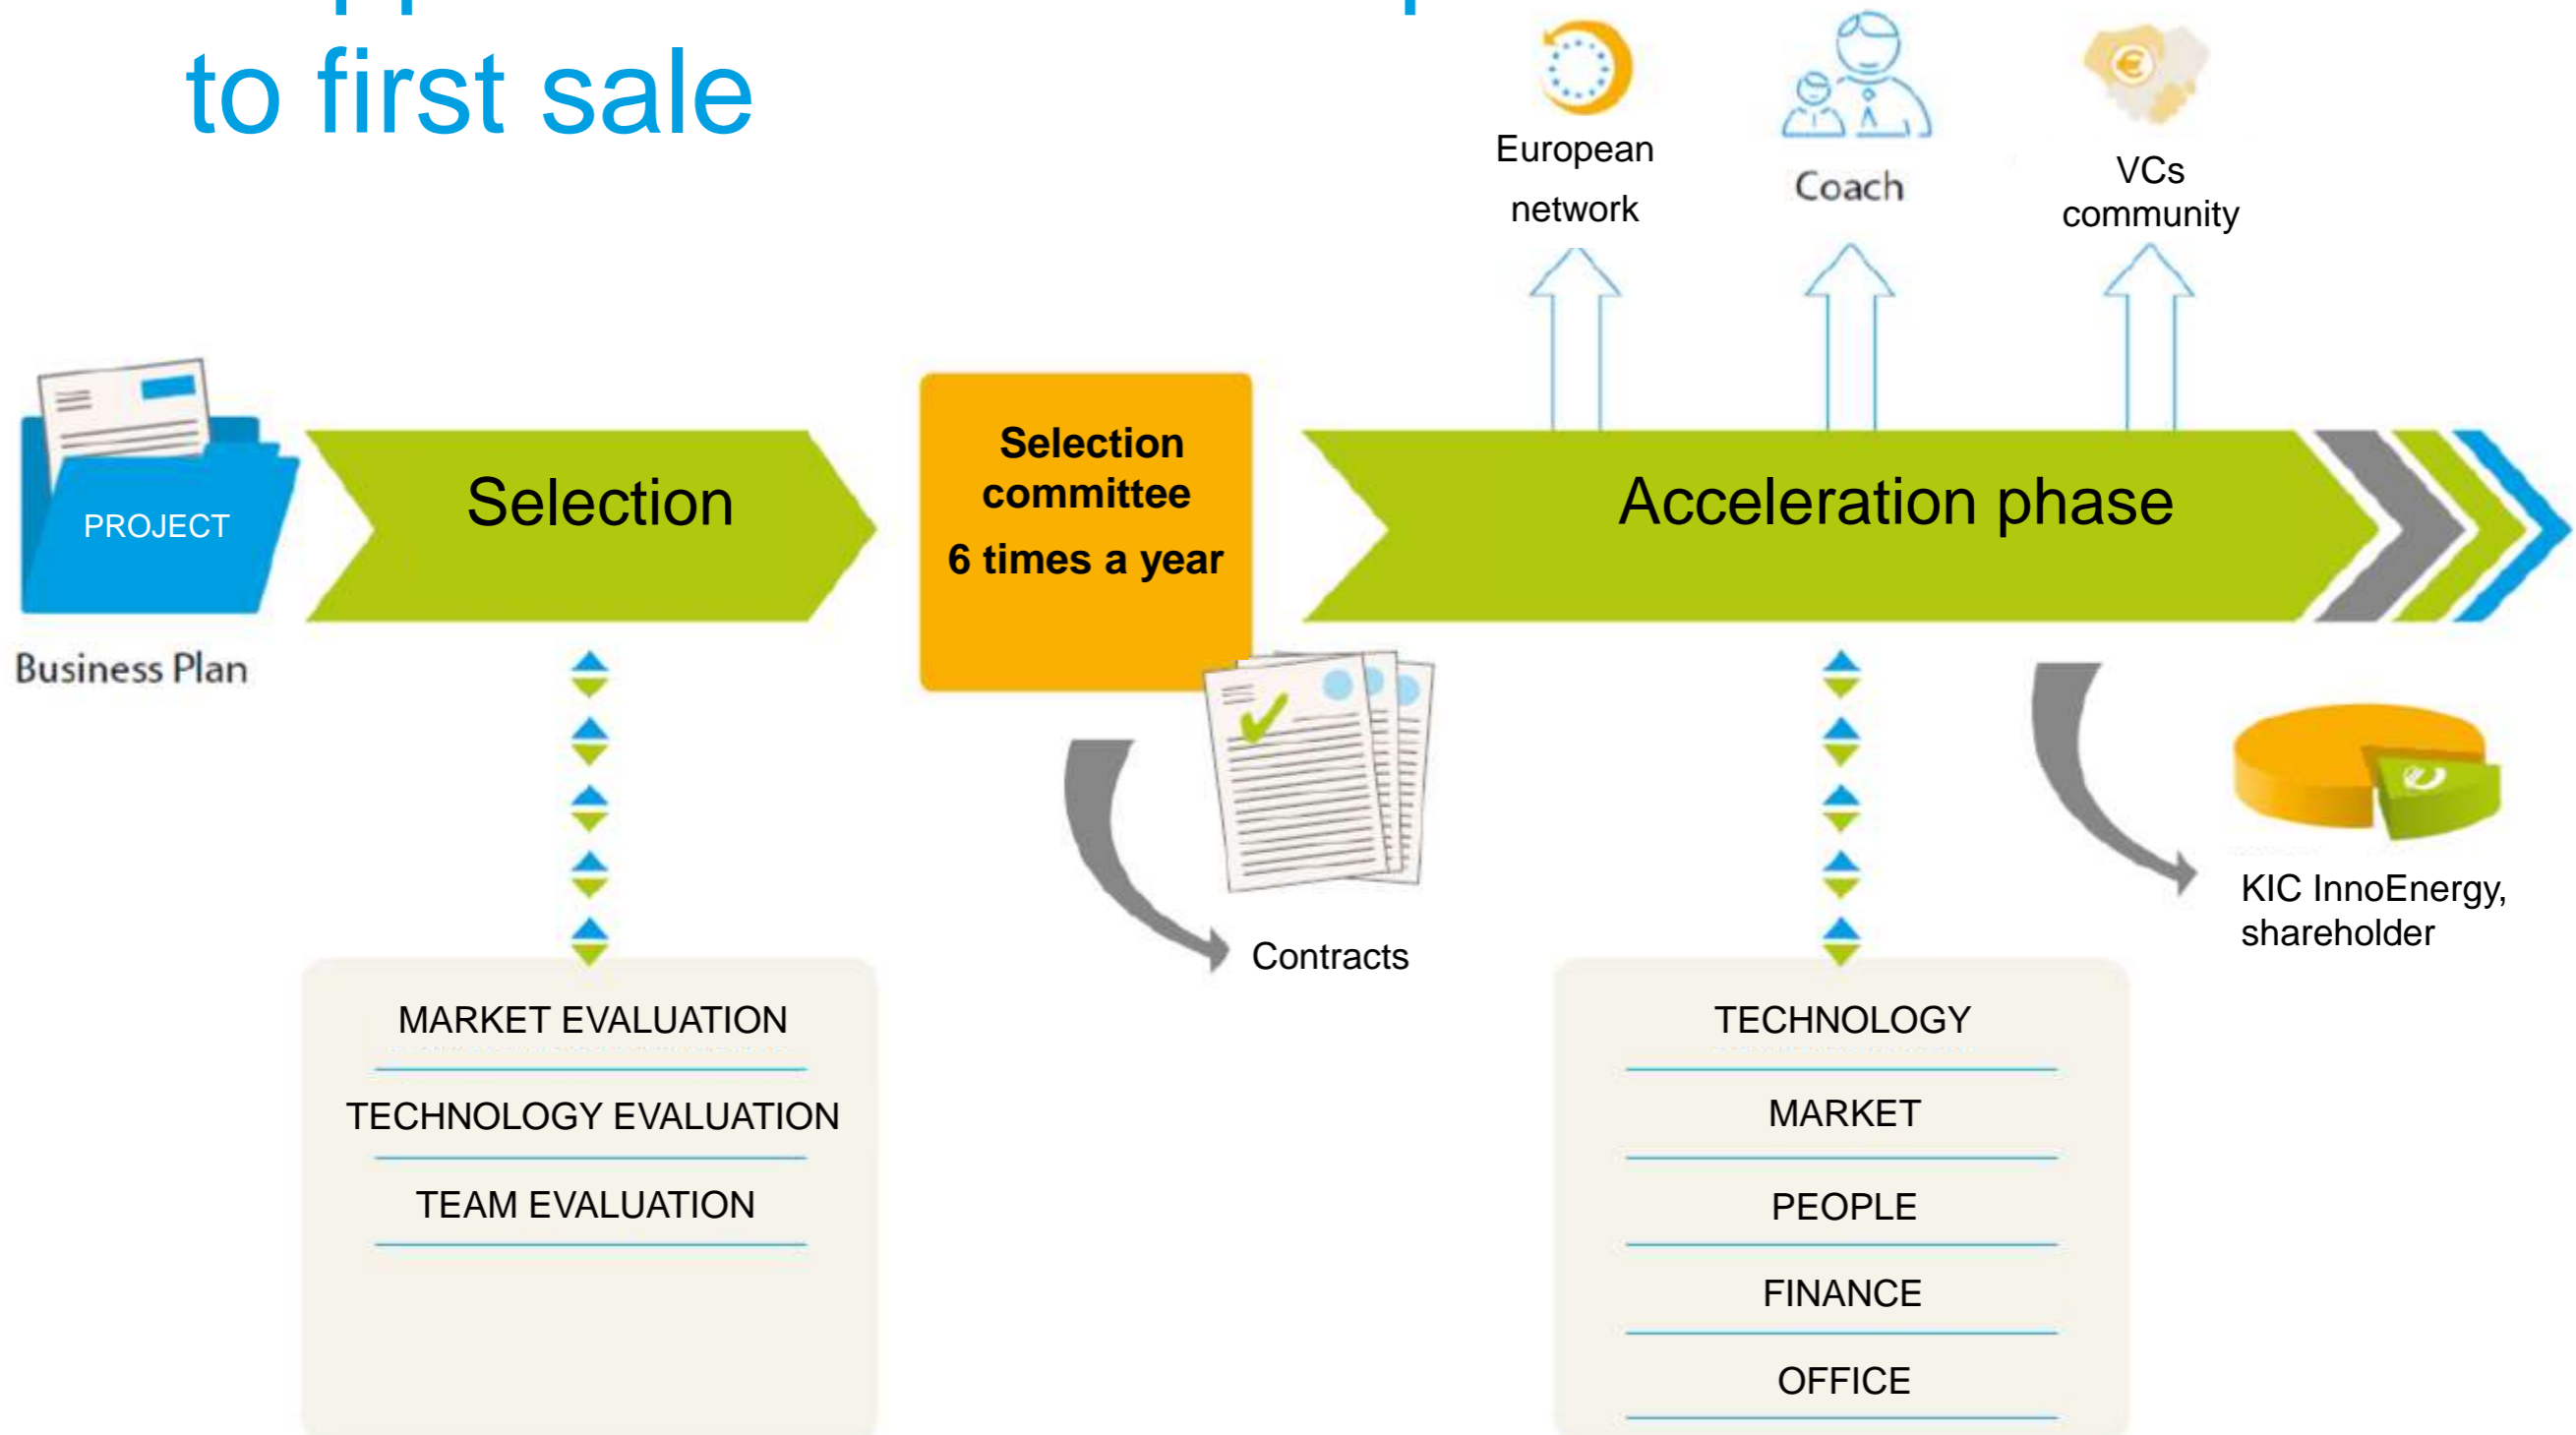 to first sale
European
network
Coach
VCs
community
PROJECT
Business Plan
Selection
Selection
committee
6 times a year
Acceleration phase
Contracts
KIC InnoEnergy,
shareholder
MARKET EVALUATION
TECHNOLOGY EVALUATION
TEAM EVALUATION
TECHNOLOGY
MARKET
PEOPLE
FINANCE
OFFICE